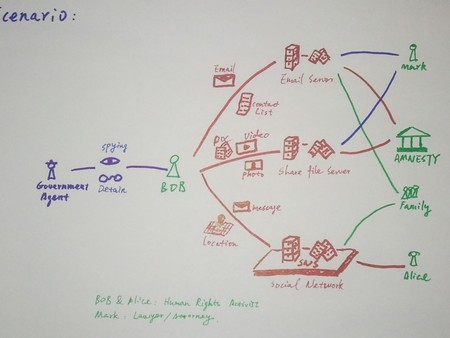 Scenario:
Email
Email Server
Mark
contact
List
spying
Doc
video
AMNESTY
Government
Agent
Detain
BOB
photo
Share file Server
message
Family
Location
SNS
Social Network
Alice
BOB & Alice: Human Rights Activists
Mark: Lawyer/attorney